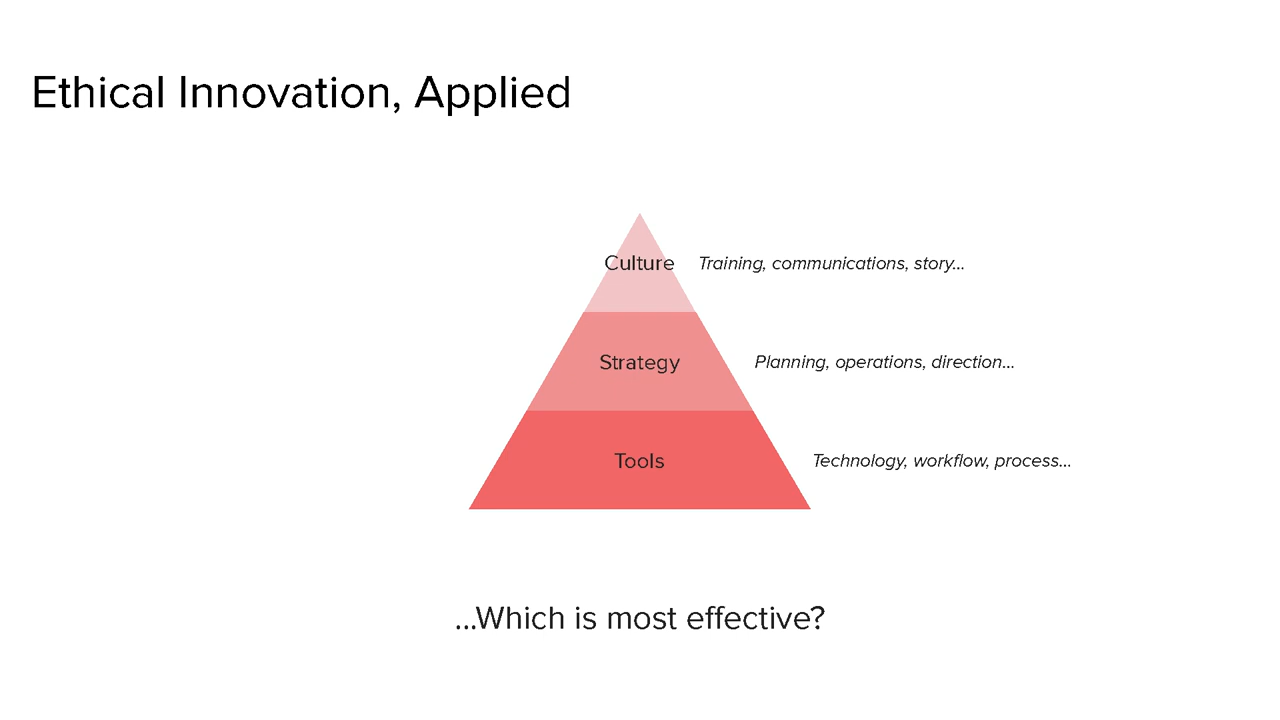 Ethical Innovation, Applied
Culture Training, communications, story...
Strategy Planning, operations, direction...
Tools Technology, workflow, process...
...Which is most effective?